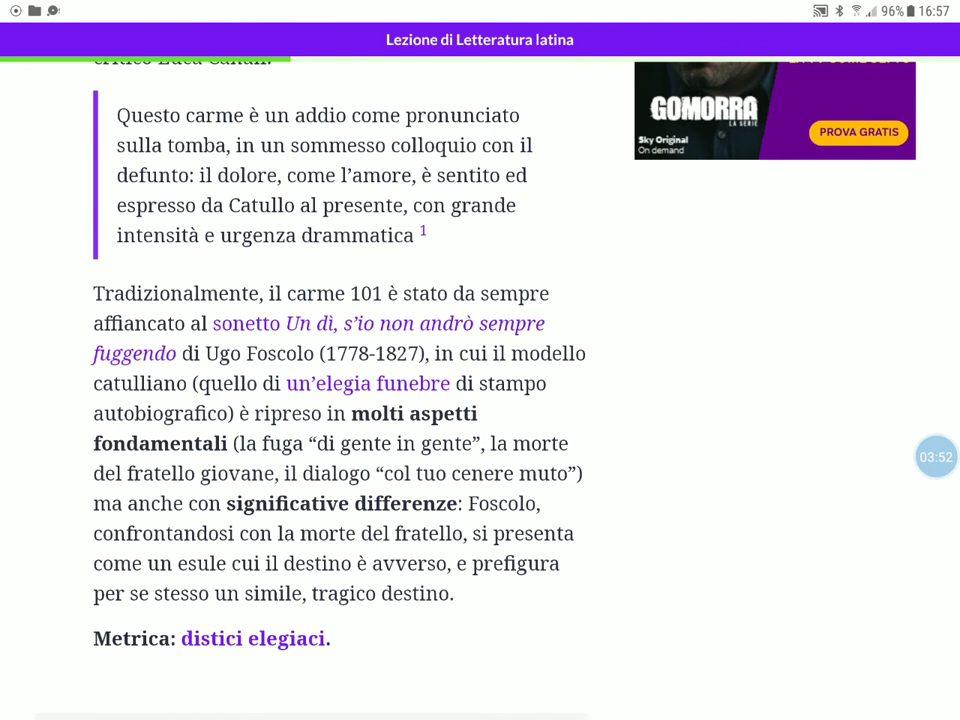 96% 16:57
Lezione di Letteratura latina
critico Luca Canali.
GOMORRA
LA SERIE
Sky Original
On demand
PROVA GRATIS
Questo carme è un addio come pronunciato
sulla tomba, in un sommesso colloquio con il
defunto: il dolore, come l’amore, è sentito ed
espresso da Catullo al presente, con grande
intensità e urgenza drammatica 1
Tradizionalmente, il carme 101 è stato da sempre
affiancato al sonetto Un dì, s’io non andrò sempre
fuggendo di Ugo Foscolo (1778-1827), in cui il modello
catulliano (quello di un’elegia funebre di stampo
autobiografico) è ripreso in molti aspetti
fondamentali (la fuga “di gente in gente”, la morte
del fratello giovane, il dialogo “col tuo cenere muto”)
ma anche con significative differenze: Foscolo,
confrontandosi con la morte del fratello, si presenta
come un esule cui il destino è avverso, e prefigura
per se stesso un simile, tragico destino.
03:52
Metrica: distici elegiaci.